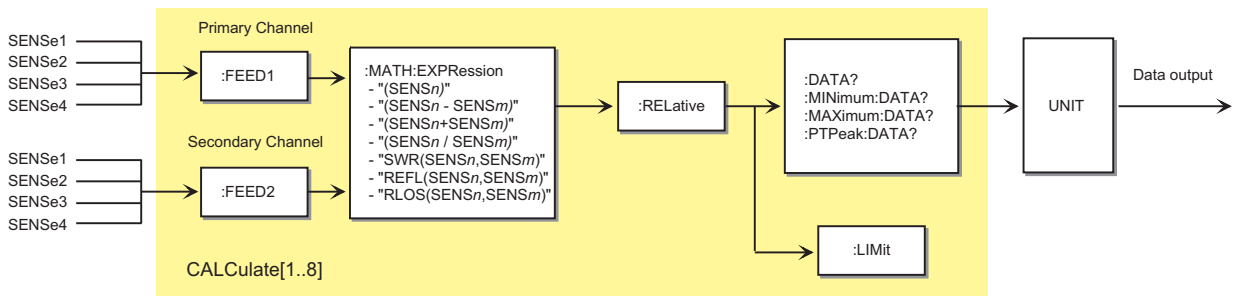 Primary Channel
SENSe1
SENSe2
SENSe3
SENSe4
:FEED1
Secondary Channel
SENSe1
SENSe2
SENSe3
SENSe4
:FEED2
:MATH:EXPRession
- "(SENSn)"
- "(SENSn - SENSm)"
- "(SENSn+SENSm)"
- "(SENSn / SENSm)"
- "SWR(SENSn,SENSm)"
- "REFL(SENSn,SENSm)"
- "RLOS(SENSn,SENSm)"
:RELative
:DATA?
:MINimum:DATA?
:MAXimum:DATA?
:PTPeak:DATA?
:LIMit
UNIT
Data output
CALCulate[1..8]